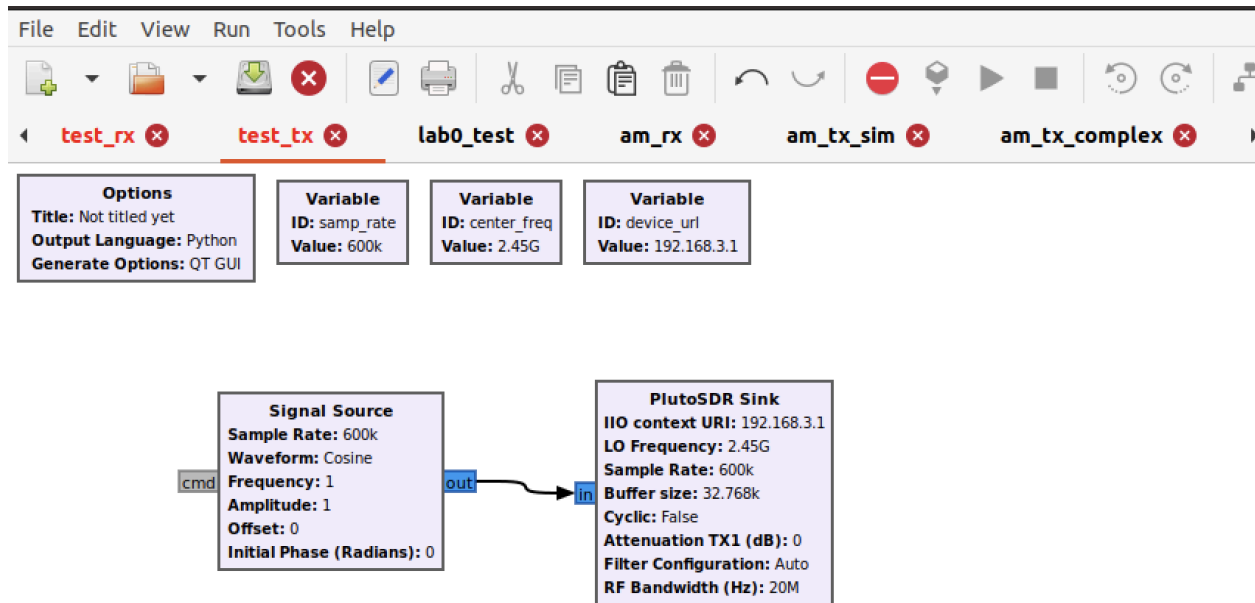 File Edit View Run Tools Help
test_rx test_tx lab0_test am_rx am_tx_sim am_tx_complex
Options
Title: Not titled yet
Output Language: Python
Generate Options: QT GUI
Variable
ID: samp_rate
Value: 600k
Variable
ID: center_freq
Value: 2.45G
Variable
ID: device_url
Value: 192.168.3.1
Signal Source
Sample Rate: 600k
Waveform: Cosine
Frequency: 1
Amplitude: 1
Offset: 0
Initial Phase (Radians): 0
cmd
out
PlutoSDR Sink
IIO context URI: 192.168.3.1
LO Frequency: 2.45G
Sample Rate: 600k
Buffer size: 32.768k
Cyclic: False
Attenuation TX1 (dB): 0
Filter Configuration: Auto
RF Bandwidth (Hz): 20M
in